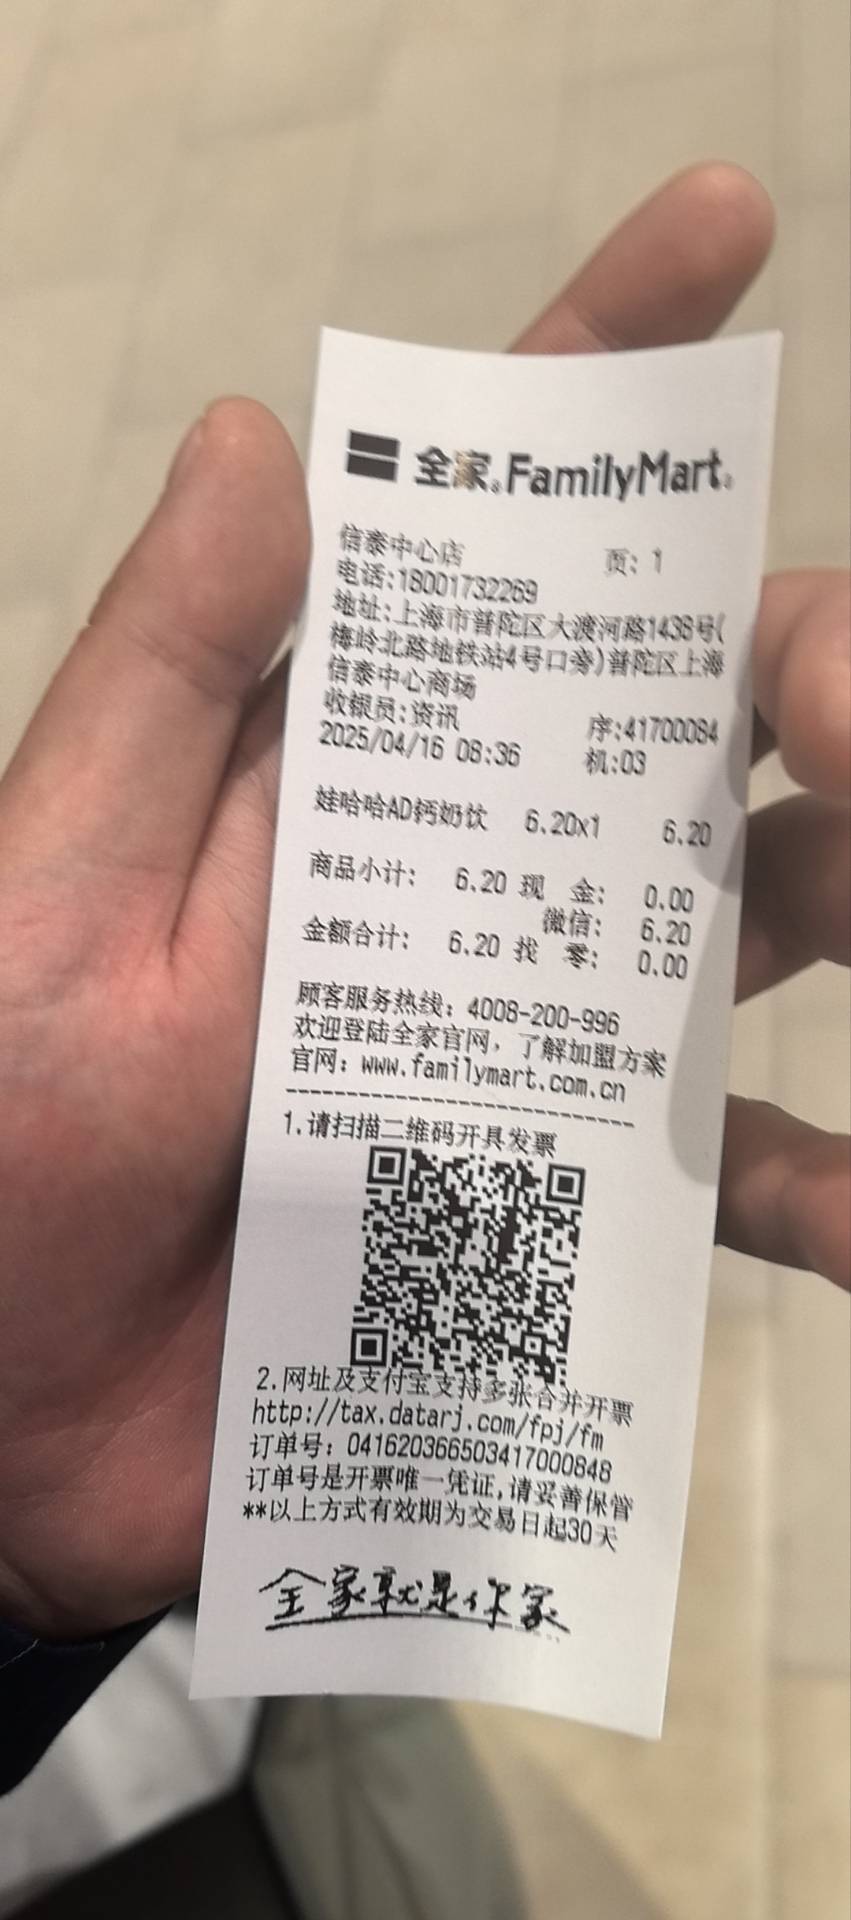 全家®FamilyMart®
信泰中心店 页: 1
电话:18001732269
地址:上海市普陀区大渡河路1438号(
梅岭北路地铁站4号口旁)普陀区上海
信泰中心商场
收银员:资讯 序:41700084
2025/04/16 08:36 机:03
娃哈哈AD钙奶饮 6.20x1 6.20
商品小计: 6.20 现 金: 0.00
微信: 6.20
金额合计: 6.20 找 零: 0.00
顾客服务热线: 4008-200-996
欢迎登陆全家官网, 了解加盟方案
官网: www.familymart.com.cn
1.请扫描二维码开具发票
2.网址及支付宝支持多张合并开票
http://tax.datarj.com/fpj/fm
订单号: 041620366503417000848
订单号是开票唯一凭证,请妥善保管
**以上方式有效期为交易日起30天
全家就是你家